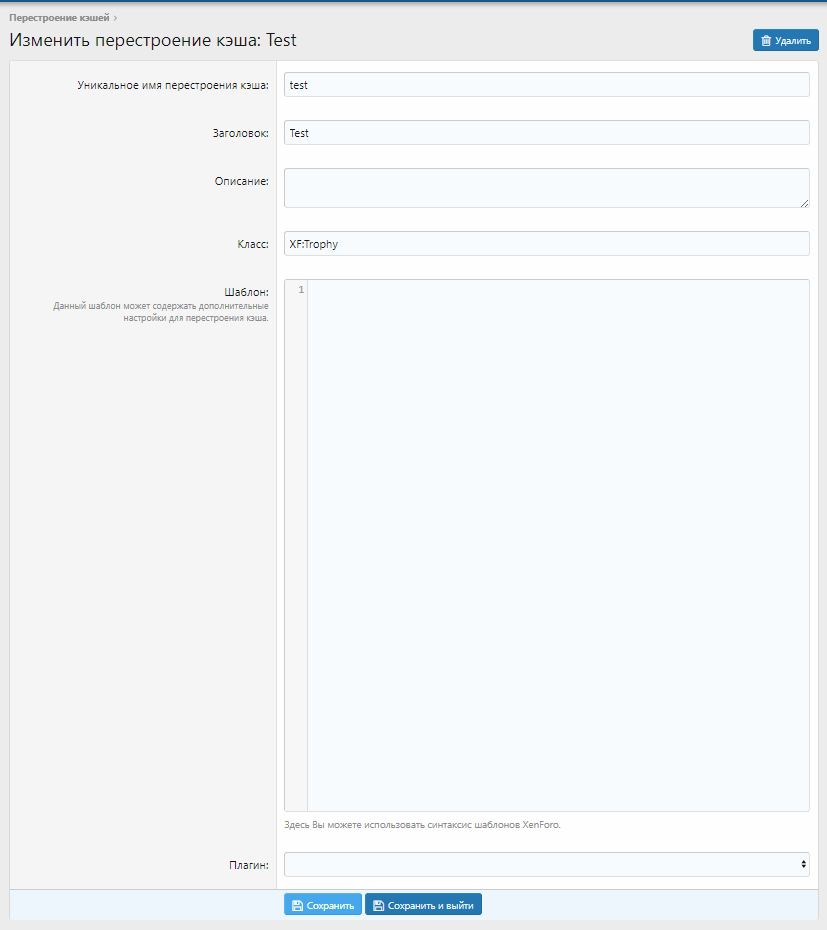 Перестроение кэшей ›
Изменить перестроение кэша: Test
Удалить
Уникальное имя перестроения кэша:
test
Заголовок:
Test
Описание:
Класс:
XF:Trophy
Шаблон:
1
Данный шаблон может содержать дополнительные
настройки для перестроения кэша.
Здесь Вы можете использовать синтаксис шаблонов XenForo.
Плагин:
Сохранить
Сохранить и выйти